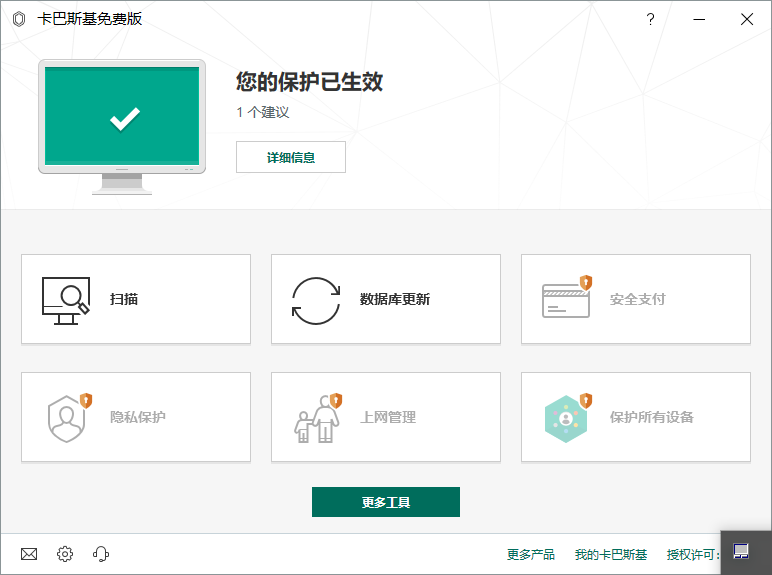 卡巴斯基免费版
?
您的保护已生效
1 个建议
详细信息
扫描
数据库更新
安全支付
隐私保护
上网管理
保护所有设备
更多工具
更多产品 我的卡巴斯基 授权许可: